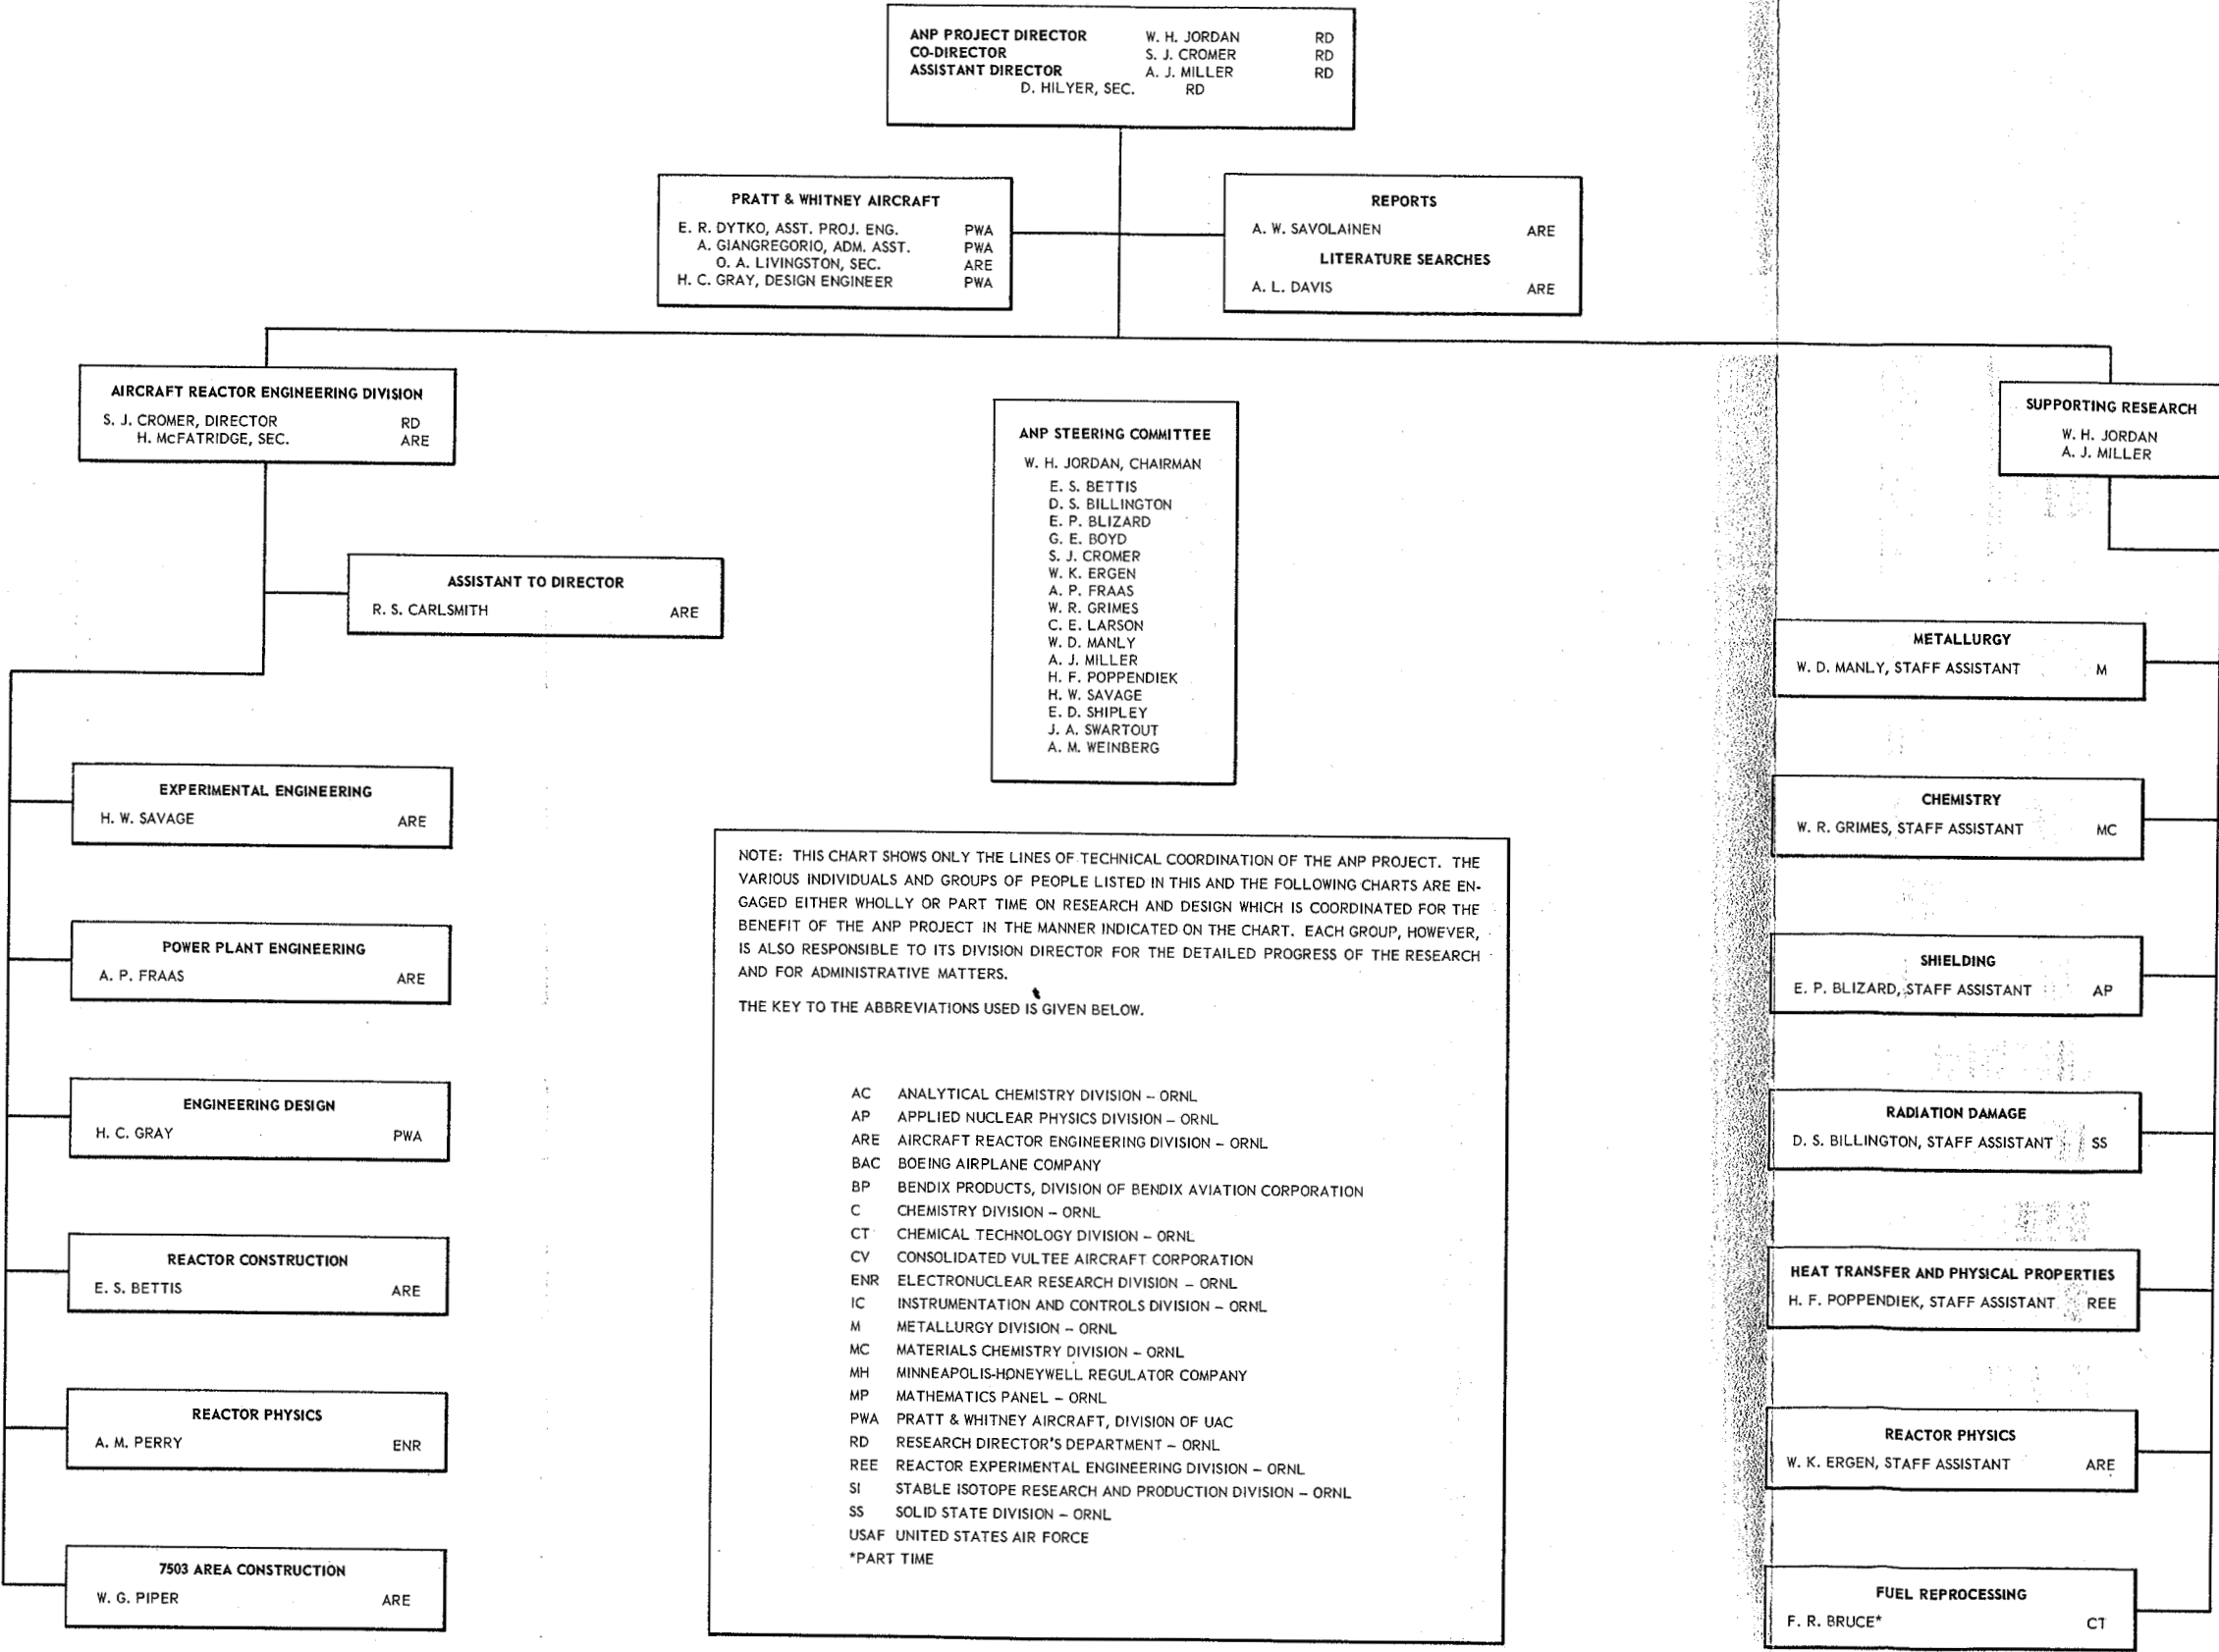 ANP PROJECT DIRECTOR W. H. JORDAN RD
CO-DIRECTOR S. J. CROMER RD
ASSISTANT DIRECTOR A. J. MILLER RD
D. HILYER, SEC. RD
PRATT & WHITNEY AIRCRAFT
E. R. DYTKO, ASST. PROJ. ENG. PWA
A. GIANGREGORIO, ADM. ASST. PWA
O. A. LIVINGSTON, SEC. ARE
H. C. GRAY, DESIGN ENGINEER PWA
REPORTS
A. W. SAVOLAINEN ARE
LITERATURE SEARCHES
A. L. DAVIS ARE
AIRCRAFT REACTOR ENGINEERING DIVISION
S. J. CROMER, DIRECTOR RD
H. McFATRIDGE, SEC. ARE
ASSISTANT TO DIRECTOR
R. S. CARLSMITH ARE
EXPERIMENTAL ENGINEERING
H. W. SAVAGE ARE
POWER PLANT ENGINEERING
A. P. FRAAS ARE
ENGINEERING DESIGN
H. C. GRAY PWA
REACTOR CONSTRUCTION
E. S. BETTIS ARE
REACTOR PHYSICS
A. M. PERRY ENR
7503 AREA CONSTRUCTION
W. G. PIPER ARE
ANP STEERING COMMITTEE
W. H. JORDAN, CHAIRMAN
E. S. BETTIS
D. S. BILLINGTON
E. P. BLIZARD
G. E. BOYD
S. J. CROMER
W. K. ERGEN
A. P. FRAAS
W. R. GRIMES
C. E. LARSON
W. D. MANLY
A. J. MILLER
H. F. POPPENDIEK
H. W. SAVAGE
E. D. SHIPLEY
J. A. SWARTOUT
A. M. WEINBERG
NOTE: THIS CHART SHOWS ONLY THE LINES OF TECHNICAL COORDINATION OF THE ANP PROJECT. THE
VARIOUS INDIVIDUALS AND GROUPS OF PEOPLE LISTED IN THIS AND THE FOLLOWING CHARTS ARE EN-
GAGED EITHER WHOLLY OR PART TIME ON RESEARCH AND DESIGN WHICH IS COORDINATED FOR THE
BENEFIT OF THE ANP PROJECT IN THE MANNER INDICATED ON THE CHART. EACH GROUP, HOWEVER,
IS ALSO RESPONSIBLE TO ITS DIVISION DIRECTOR FOR THE DETAILED PROGRESS OF THE RESEARCH
AND FOR ADMINISTRATIVE MATTERS.
THE KEY TO THE ABBREVIATIONS USED IS GIVEN BELOW.
AC ANALYTICAL CHEMISTRY DIVISION – ORNL
AP APPLIED NUCLEAR PHYSICS DIVISION – ORNL
ARE AIRCRAFT REACTOR ENGINEERING DIVISION – ORNL
BAC BOEING AIRPLANE COMPANY
BP BENDIX PRODUCTS, DIVISION OF BENDIX AVIATION CORPORATION
C CHEMISTRY DIVISION – ORNL
CT CHEMICAL TECHNOLOGY DIVISION – ORNL
CV CONSOLIDATED VULTEE AIRCRAFT CORPORATION
ENR ELECTRONUCLEAR RESEARCH DIVISION – ORNL
IC INSTRUMENTATION AND CONTROLS DIVISION – ORNL
M METALLURGY DIVISION – ORNL
MC MATERIALS CHEMISTRY DIVISION – ORNL
MH MINNEAPOLIS-HONEYWELL REGULATOR COMPANY
MP MATHEMATICS PANEL – ORNL
PWA PRATT & WHITNEY AIRCRAFT, DIVISION OF UAC
RD RESEARCH DIRECTOR'S DEPARTMENT – ORNL
REE REACTOR EXPERIMENTAL ENGINEERING DIVISION – ORNL
SI STABLE ISOTOPE RESEARCH AND PRODUCTION DIVISION – ORNL
SS SOLID STATE DIVISION – ORNL
USAF UNITED STATES AIR FORCE
*PART TIME
SUPPORTING RESEARCH
W. H. JORDAN
A. J. MILLER
METALLURGY
W. D. MANLY, STAFF ASSISTANT M
CHEMISTRY
W. R. GRIMES, STAFF ASSISTANT MC
SHIELDING
E. P. BLIZARD, STAFF ASSISTANT AP
RADIATION DAMAGE
D. S. BILLINGTON, STAFF ASSISTANT SS
HEAT TRANSFER AND PHYSICAL PROPERTIES
H. F. POPPENDIEK, STAFF ASSISTANT REE
REACTOR PHYSICS
W. K. ERGEN, STAFF ASSISTANT ARE
FUEL REPROCESSING
F. R. BRUCE* CT